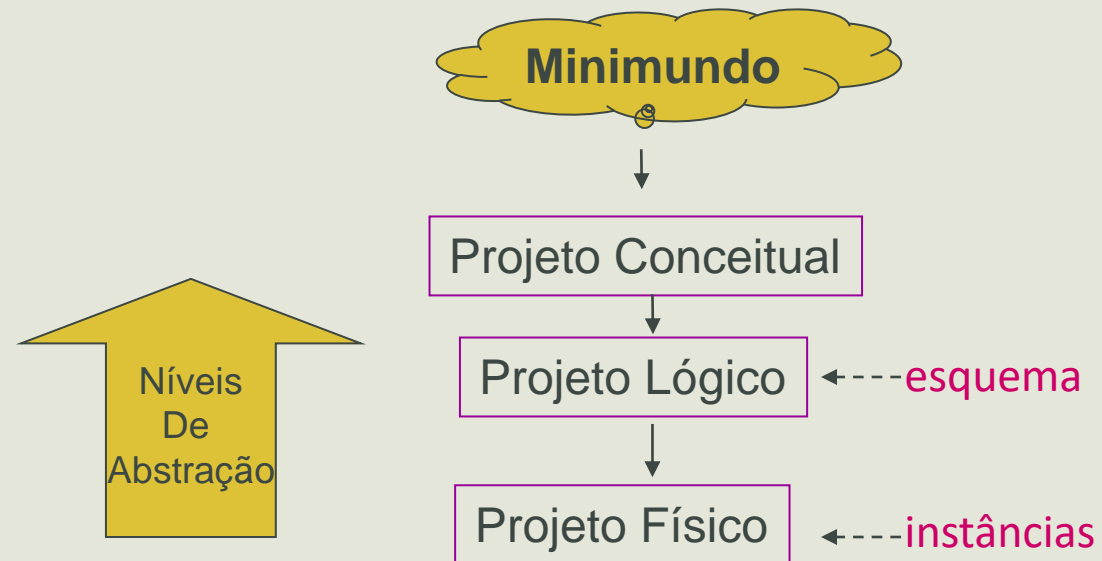 Minimundo
Projeto Conceitual
Projeto Lógico
esquema
Níveis
De
Abstração
Projeto Físico
instâncias